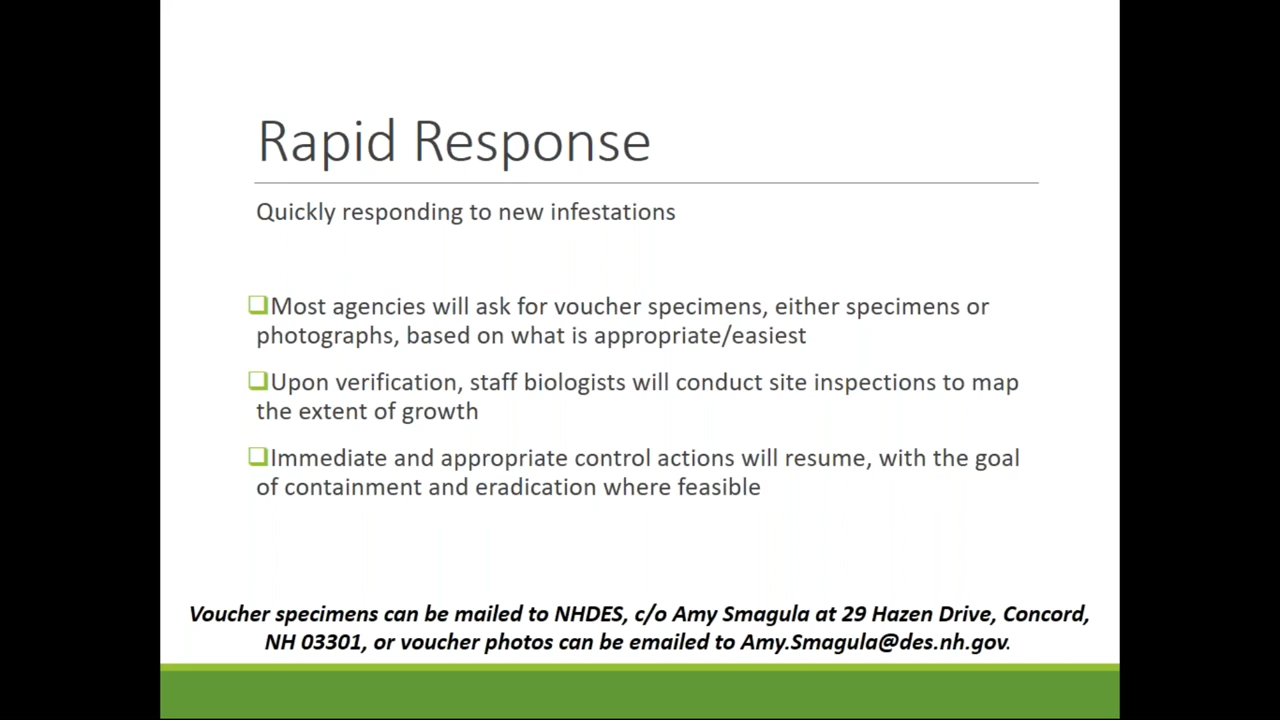 Rapid Response
Quickly responding to new infestations
Most agencies will ask for voucher specimens, either specimens or
photographs, based on what is appropriate/easiest
Upon verification, staff biologists will conduct site inspections to map
the extent of growth
Immediate and appropriate control actions will resume, with the goal
of containment and eradication where feasible
Voucher specimens can be mailed to NHDES, c/o Amy Smagula at 29 Hazen Drive, Concord,
NH 03301, or voucher photos can be emailed to Amy.Smagula@des.nh.gov.